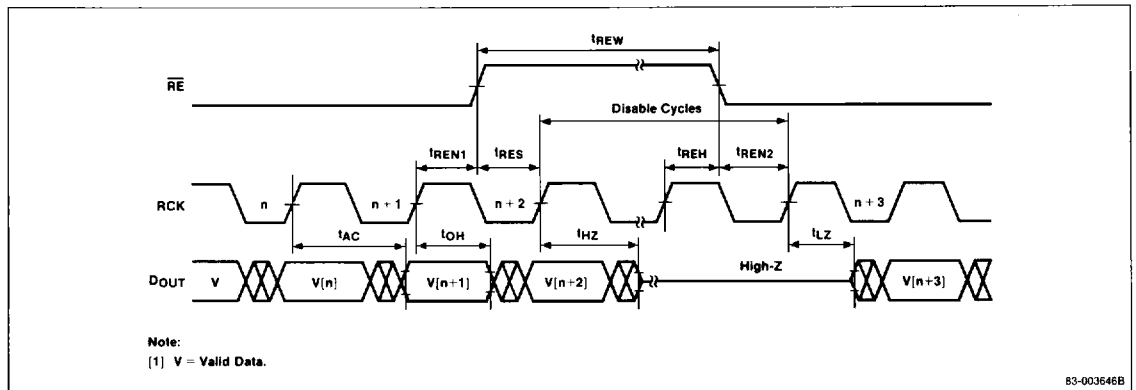 tREW
RE
Disable Cycles
tREN1 tRES tREH tREN2
RCK n n + 1 n + 2 n + 3
tAC tOH tHZ tLZ
DOUT V V[n] V[n+1] V[n+2] High-Z V[n+3]
Note:
[1] V = Valid Data.
83-003646B